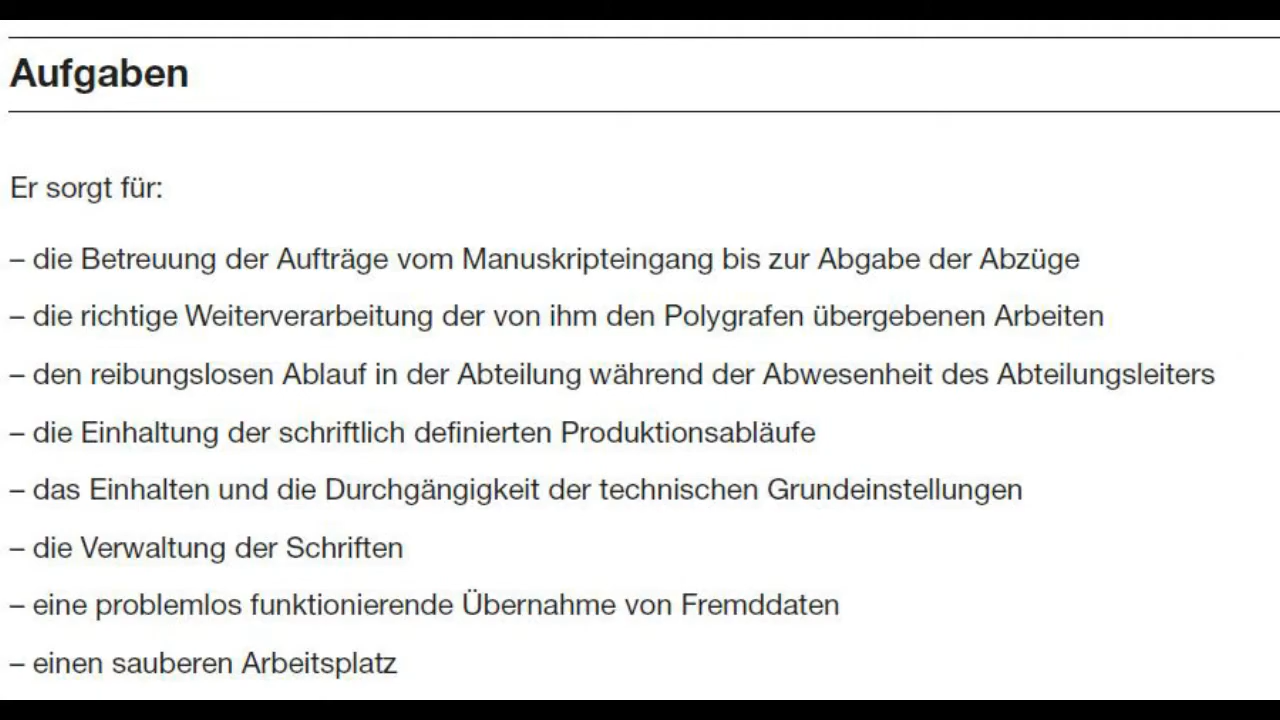 Aufgaben
Er sorgt für:
– die Betreuung der Aufträge vom Manuskripteingang bis zur Abgabe der Abzüge
– die richtige Weiterverarbeitung der von ihm den Polygrafen übergebenen Arbeiten
– den reibungslosen Ablauf in der Abteilung während der Abwesenheit des Abteilungsleiters
– die Einhaltung der schriftlich definierten Produktionsabläufe
– das Einhalten und die Durchgängigkeit der technischen Grundeinstellungen
– die Verwaltung der Schriften
– eine problemlos funktionierende Übernahme von Fremddaten
– einen sauberen Arbeitsplatz